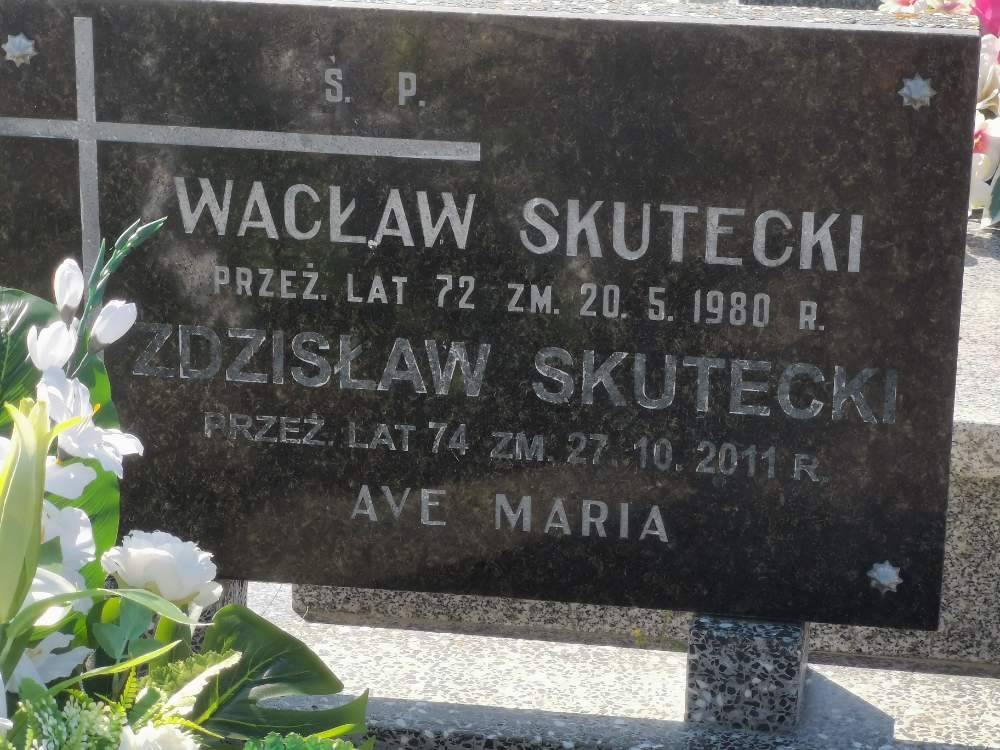 Ś. P.
WACŁAW SKUTECKI
PRZEŻ. LAT 72 ZM. 20. 5. 1980 R.
ZDZISŁAW SKUTECKI
PRZEŻ. LAT 74 ZM. 27. 10. 2011 R.
AVE MARIA